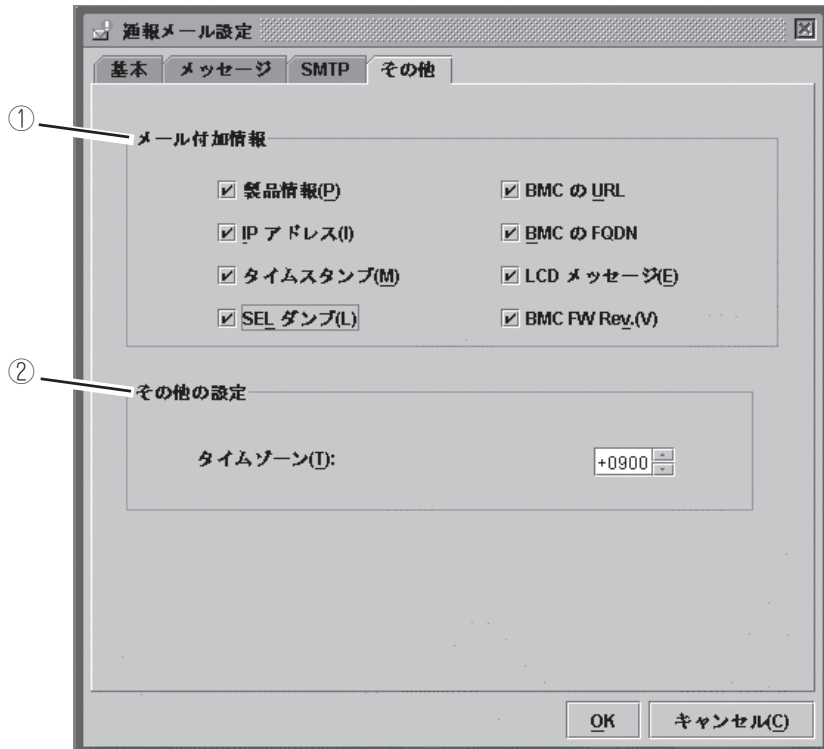 通報メール設定
基本 メッセージ SMTP その他
①
メール付加情報
製品情報(P) BMC の URL
IP アドレス(I) BMC の FQDN
タイムスタンプ(M) LCD メッセージ(E)
SEL ダンプ(L) BMC FW Rev.(V)
②
その他の設定
タイムゾーン(T): +0900
OK キャンセル(C)